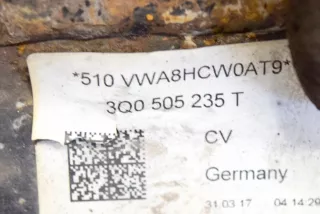 *510 VWA8HCW0AT9*
3Q0 505 235 T
CV
Germany
31.03.17 04 14:29